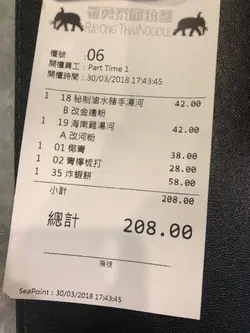 羅勇泰國粉麵
RAYONG THAI NOODLE
檯號 : 06
開檯員工 : Part Time 1
開檯時間 : 30/03/2018 17:43:45
1 18 秘制滷水豬手湯河 42.00
B 改金邊粉
1 19 海南雞湯河 42.00
A 改河粉
1 01 椰青 38.00
1 02 青檸梳打 28.00
1 35 炸蝦餅 58.00
小計 208.00
總計 208.00
房號
SeaPoint : 30/03/2018 17:43:45